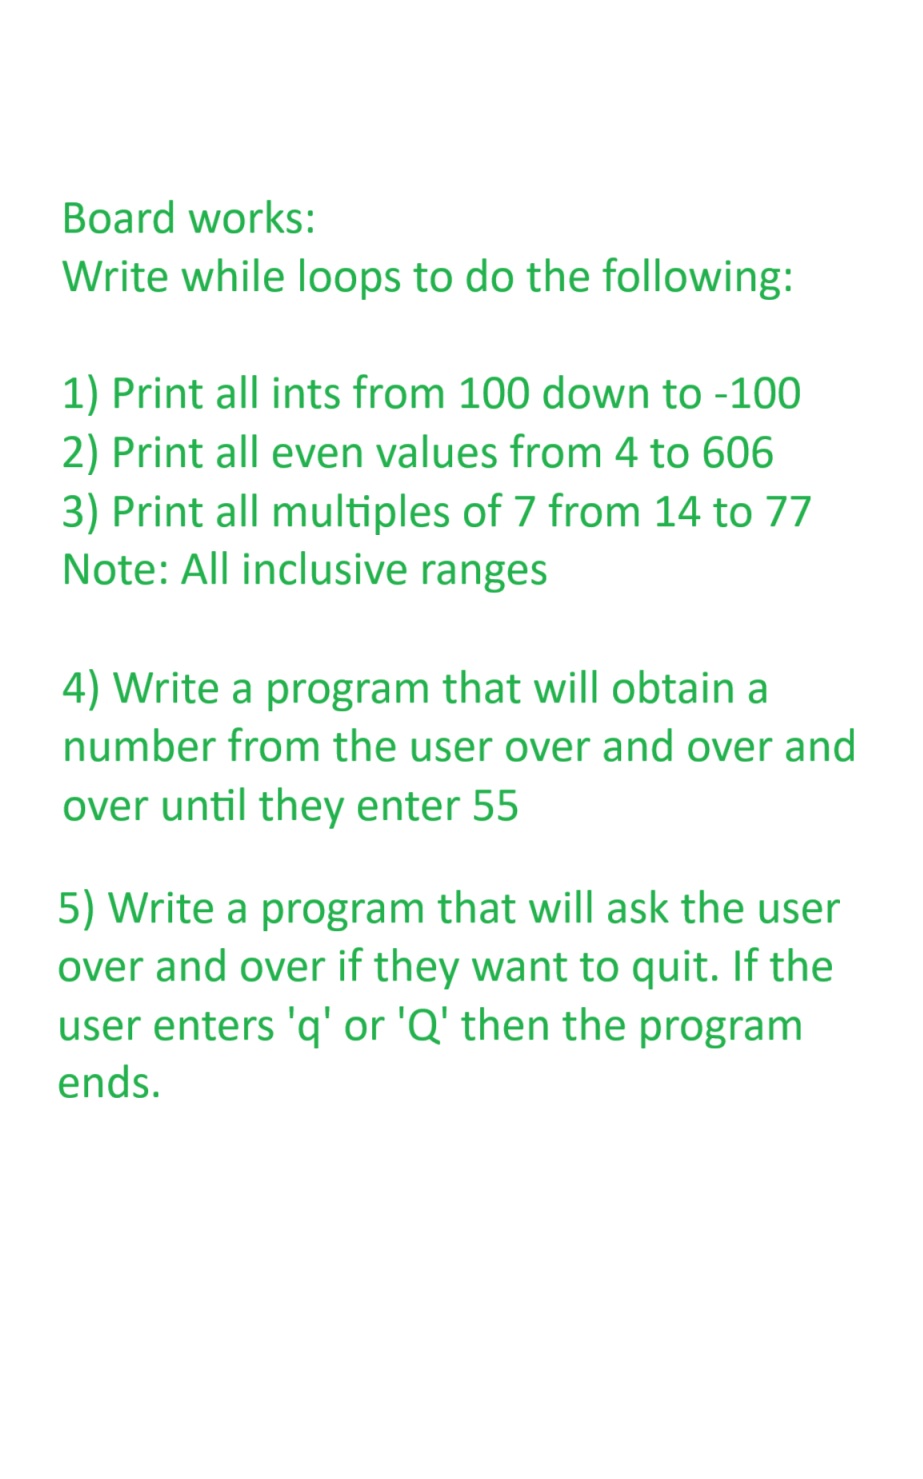 Board works:
Write while loops to do the following:
1) Print all ints from 100 down to -100
2) Print all even values from 4 to 606
3) Print all multiples of 7 from 14 to 77
Note: All inclusive ranges
4) Write a program that will obtain a
number from the user over and over and
over until they enter 55
5) Write a program that will ask the user
over and over if they want to quit. If the
user enters 'q' or 'Q' then the program
ends.